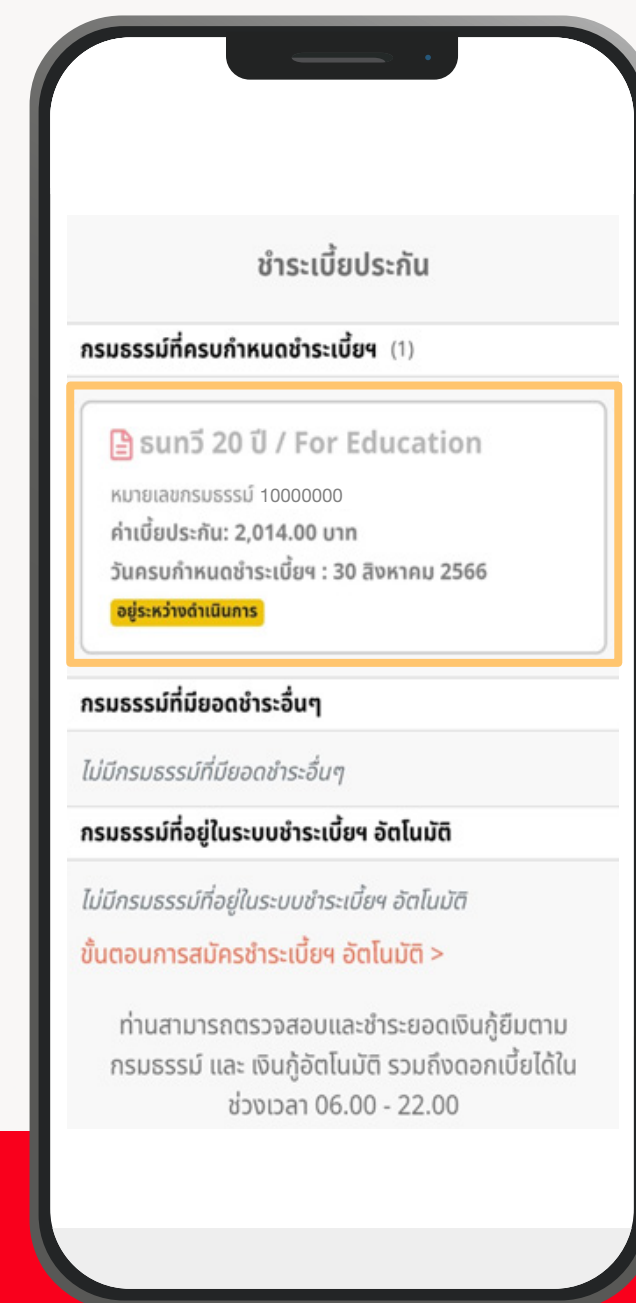 ชำระเบี้ยประกัน
กรมธรรม์ที่ครบกำหนดชำระเบี้ยฯ (1)
ธนทวี 20 ปี / For Education
หมายเลขกรมธรรม์ 10000000
ค่าเบี้ยประกัน: 2,014.00 บาท
วันครบกำหนดชำระเบี้ยฯ : 30 สิงหาคม 2566
อยู่ระหว่างดำเนินการ
กรมธรรม์ที่มียอดชำระอื่นๆ
ไม่มีกรมธรรม์ที่มียอดชำระอื่นๆ
กรมธรรม์ที่อยู่ในระบบชำระเบี้ยฯ อัตโนมัติ
ไม่มีกรมธรรม์ที่อยู่ในระบบชำระเบี้ยฯ อัตโนมัติ
ขั้นตอนการสมัครชำระเบี้ยฯ อัตโนมัติ >
ท่านสามารถตรวจสอบและชำระยอดเงินกู้ยืมตาม
กรมธรรม์ และ เงินกู้อัตโนมัติ รวมถึงดอกเบี้ยได้ใน
ช่วงเวลา 06.00 - 22.00